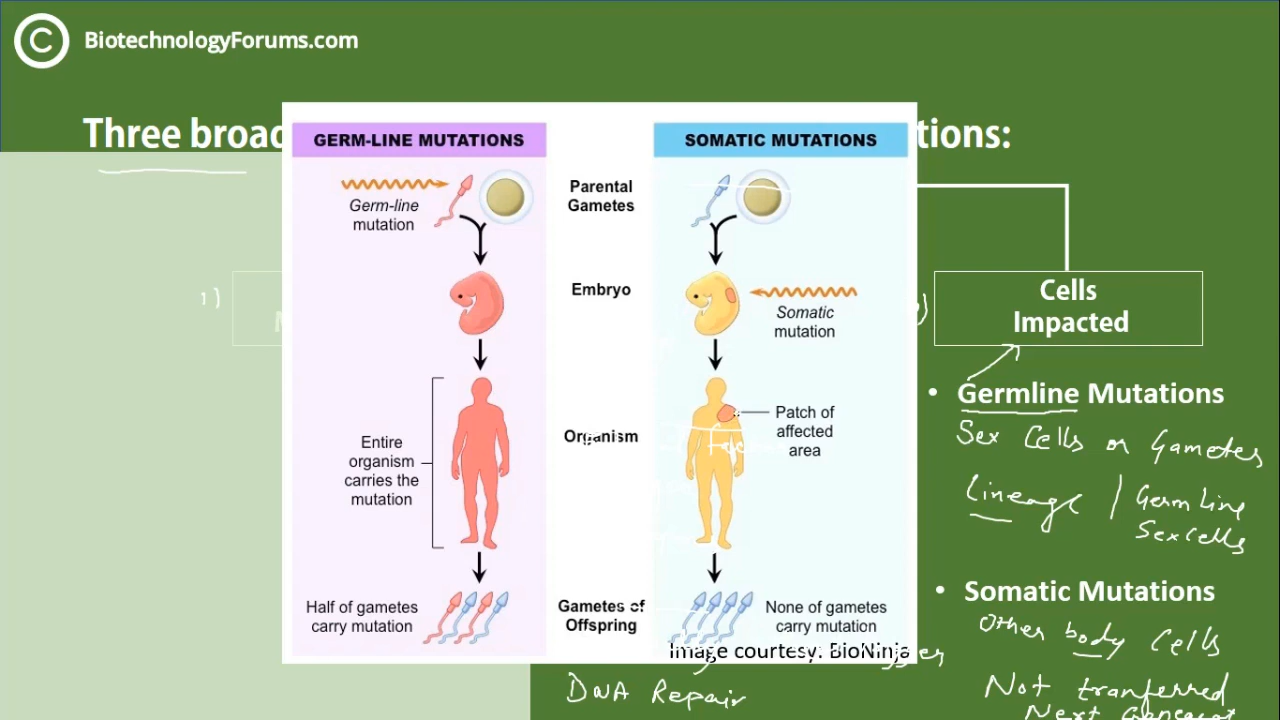 © BiotechnologyForums.com
Three broad
tions:
GERM-LINE MUTATIONS
SOMATIC MUTATIONS
Germ-line
mutation
Parental
Gametes
Embryo
Somatic
mutation
Entire
organism
carries the
mutation
Organism
Patch of
affected
area
Half of gametes
carry mutation
Gametes of
Offspring
None of gametes
carry mutation
Image courtesy: BioNinja
1)
DNA Repair
Cells
Impacted
• Germline Mutations
Sex Cells or Gametes
Lineage / Germ Line
Sex Cells
• Somatic Mutations
Other body Cells
Not tranferred
Next